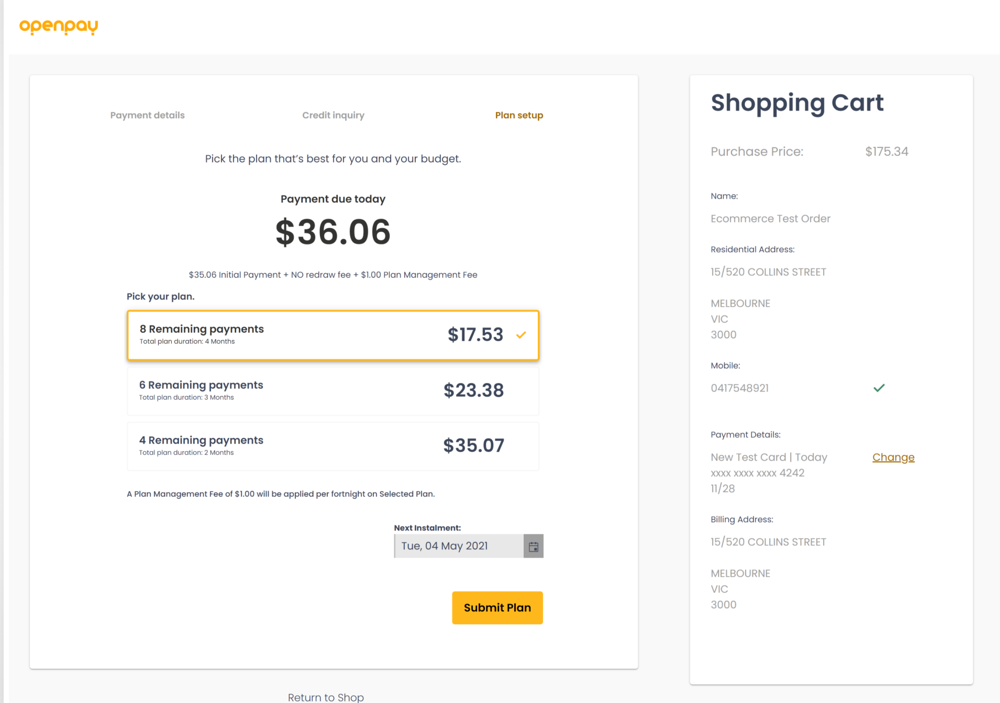 openpay
Payment details
Credit inquiry
Plan setup
Pick the plan that's best for you and your budget.
Payment due today
$36.06
$35.06 Initial Payment + NO redraw fee + $1.00 Plan Management Fee
Pick your plan.
8 Remaining payments
Total plan duration: 4 Months
$17.53
6 Remaining payments
Total plan duration: 3 Months
$23.38
4 Remaining payments
Total plan duration: 2 Months
$35.07
A Plan Management Fee of $1.00 will be applied per fortnight on Selected Plan.
Next Instalment:
Tue, 04 May 2021
Submit Plan
Return to Shop
Shopping Cart
Purchase Price: $175.34
Name:
Ecommerce Test Order
Residential Address:
15/520 COLLINS STREET
MELBOURNE
VIC
3000
Mobile:
0417548921
Payment Details:
New Test Card | Today
Change
xxxx xxxx xxxx 4242
11/28
Billing Address:
15/520 COLLINS STREET
MELBOURNE
VIC
3000